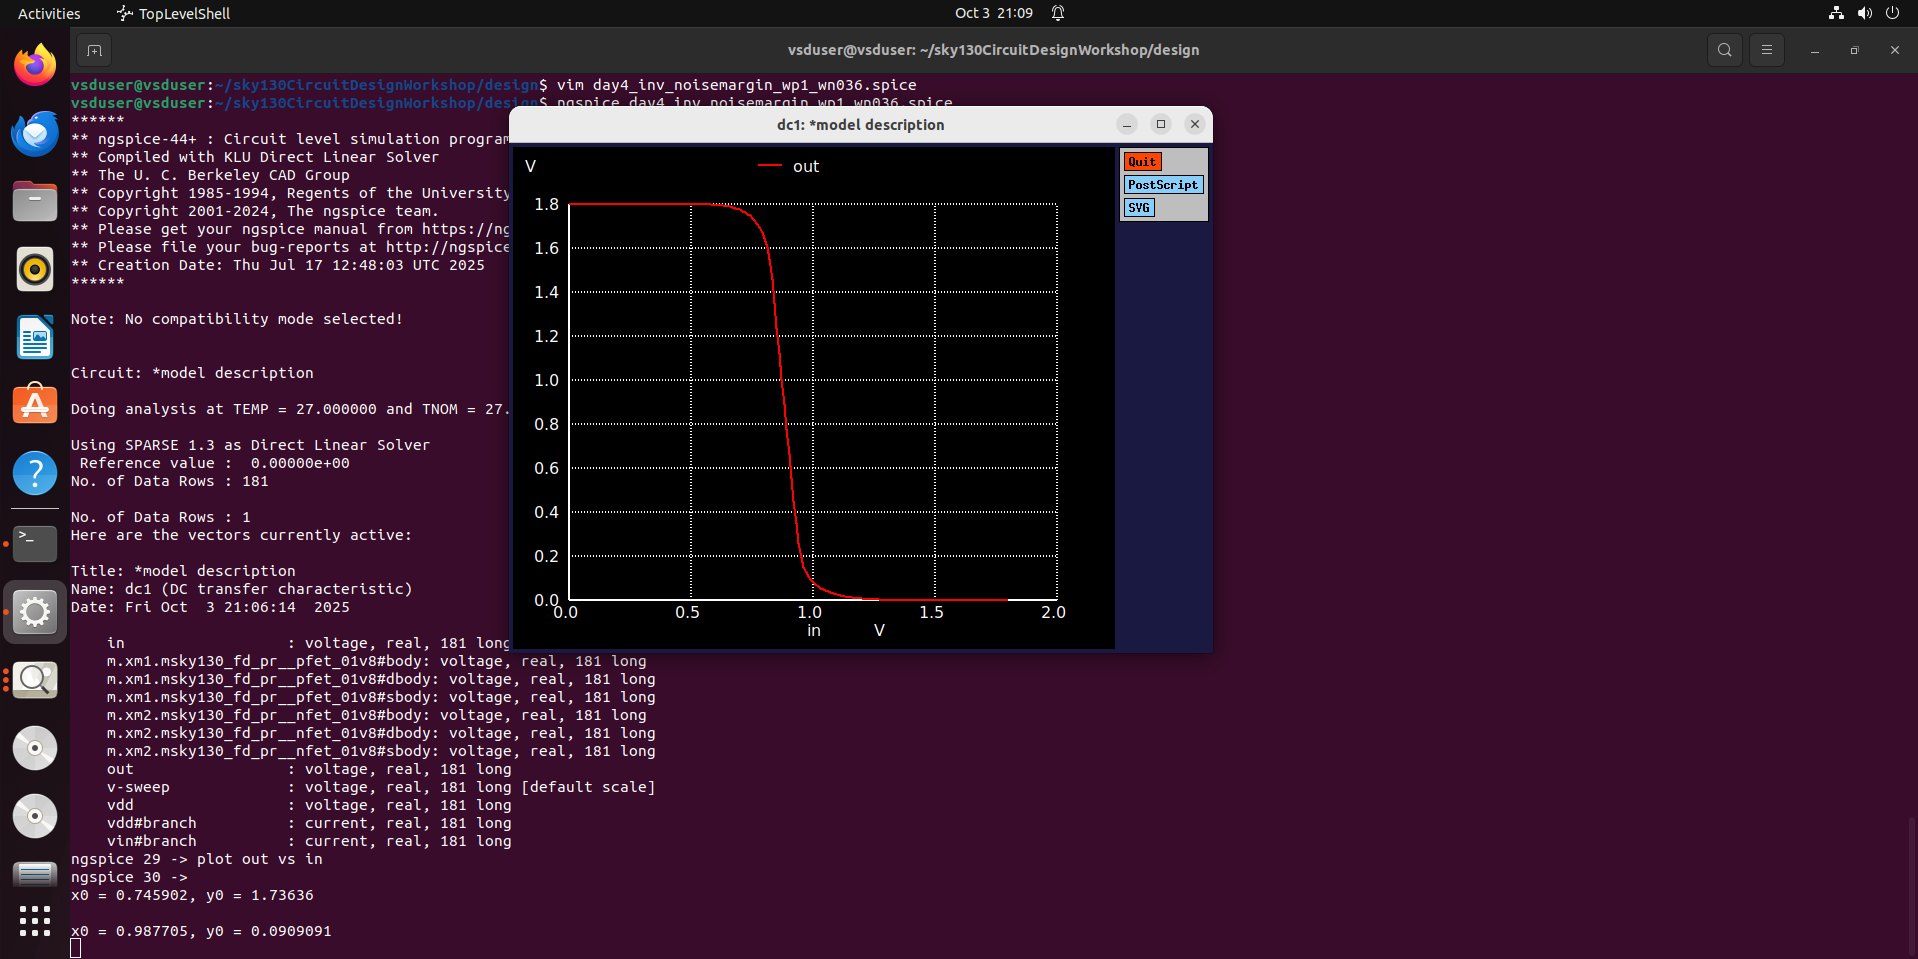 Activities
TopLevelShell
Oct 3 21:09
vsduser@vsduser: ~/sky130CircuitDesignWorkshop/design
vsduser@vsduser:~/sky130CircuitDesignWorkshop/design$ vim day4_inv_noisemargin_wp1_wn036.spice
vsduser@vsduser:~/sky130CircuitDesignWorkshop/design$ ngspice day4_inv_noisemargin_wp1_wn036.spice
******
** ngspice-44+ : Circuit level simulation program
** Compiled with KLU Direct Linear Solver
** The U. C. Berkeley CAD Group
** Copyright 1985-1994, Regents of the University
** Copyright 2001-2024, The ngspice team.
** Please get your ngspice manual from https://ng
** Please file your bug-reports at http://ngspice
** Creation Date: Thu Jul 17 12:48:03 UTC 2025
******
Note: No compatibility mode selected!
Circuit: *model description
Doing analysis at TEMP = 27.000000 and TNOM = 27.
Using SPARSE 1.3 as Direct Linear Solver
Reference value : 0.00000e+00
No. of Data Rows : 181
No. of Data Rows : 1
Here are the vectors currently active:
Title: *model description
Name: dc1 (DC transfer characteristic)
Date: Fri Oct 3 21:06:14 2025
in : voltage, real, 181 long
m.xm1.msky130_fd_pr__pfet_01v8#body: voltage, real, 181 long
m.xm1.msky130_fd_pr__pfet_01v8#dbody: voltage, real, 181 long
m.xm1.msky130_fd_pr__pfet_01v8#sbody: voltage, real, 181 long
m.xm2.msky130_fd_pr__nfet_01v8#body: voltage, real, 181 long
m.xm2.msky130_fd_pr__nfet_01v8#dbody: voltage, real, 181 long
m.xm2.msky130_fd_pr__nfet_01v8#sbody: voltage, real, 181 long
out : voltage, real, 181 long
v-sweep : voltage, real, 181 long [default scale]
vdd : voltage, real, 181 long
vdd#branch : current, real, 181 long
vin#branch : current, real, 181 long
ngspice 29 -> plot out vs in
ngspice 30 ->
x0 = 0.745902, y0 = 1.73636
x0 = 0.987705, y0 = 0.0909091
dc1: *model description
V
out
Quit
PostScript
SVG
1.8
1.6
1.4
1.2
1.0
0.8
0.6
0.4
0.2
0.0
0.0 0.5 1.0 1.5 2.0
in V